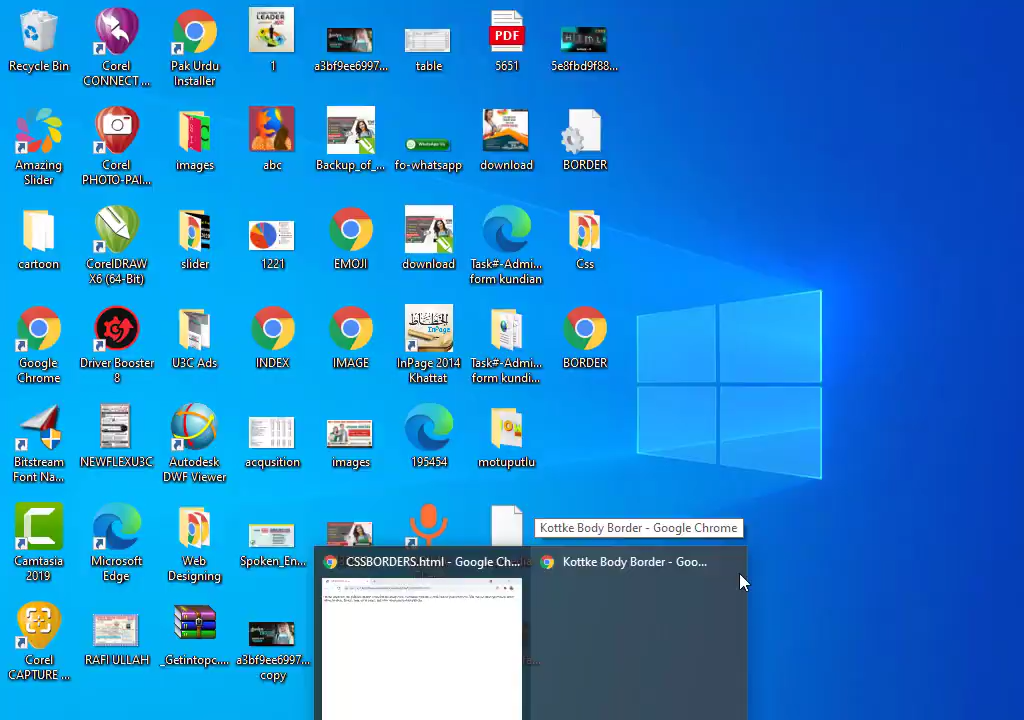 Recycle Bin
Corel
CONNECT ...
Pak Urdu
Installer
1
a3bf9ee6997...
table
PDF
5651
HTML
5e8fbd9f88...
Amazing
Slider
Corel
PHOTO-PAI...
images
abc
Backup_of_...
WhatsApp Us
fo-whatsapp
download
BORDER
cartoon
CorelDRAW
X6 (64-Bit)
slider
1221
EMOJI
download
Task#-Admi...
form kundian
Css
Google
Chrome
Driver Booster
8
U3C Ads
INDEX
IMAGE
InPage
InPage 2014
Khattat
Task#-Admi...
form kundi...
BORDER
Bitstream
Font Na...
NEWFLEXU3C
Autodesk
DWF Viewer
acqusition
images
195454
motuputlu
Camtasia
2019
Microsoft
Edge
Web
Designing
Spoken_En...
Kottke Body Border - Google Chrome
CSSBORDERS.html - Google Ch...
Kottke Body Border - Goo...
Corel
CAPTURE ...
RAFI ULLAH
_Getintopc....
a3bf9ee6997...
copy